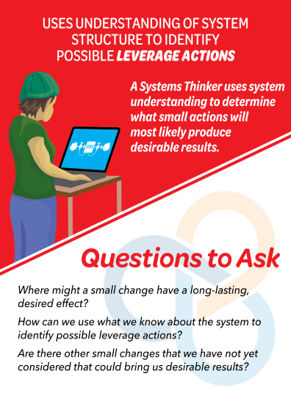 USES UNDERSTANDING OF SYSTEM
STRUCTURE TO IDENTIFY
POSSIBLE LEVERAGE ACTIONS
A Systems Thinker uses system
understanding to determine
what small actions will
most likely produce
desirable results.
Questions to Ask
Where might a small change have a long-lasting,
desired effect?
How can we use what we know about the system to
identify possible leverage actions?
Are there other small changes that we have not yet
considered that could bring us desirable results?